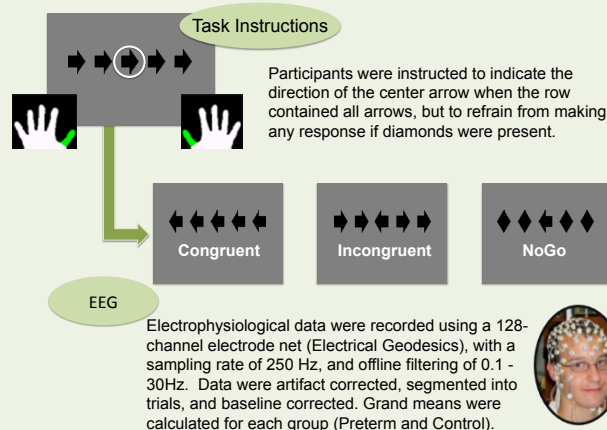 Task Instructions
Participants were instructed to indicate the
direction of the center arrow when the row
contained all arrows, but to refrain from making
any response if diamonds were present.
Congruent
Incongruent
NoGo
EEG
Electrophysiological data were recorded using a 128-
channel electrode net (Electrical Geodesics), with a
sampling rate of 250 Hz, and offline filtering of 0.1 -
30Hz.  Data were artifact corrected, segmented into
trials, and baseline corrected. Grand means were
calculated for each group (Preterm and Control).